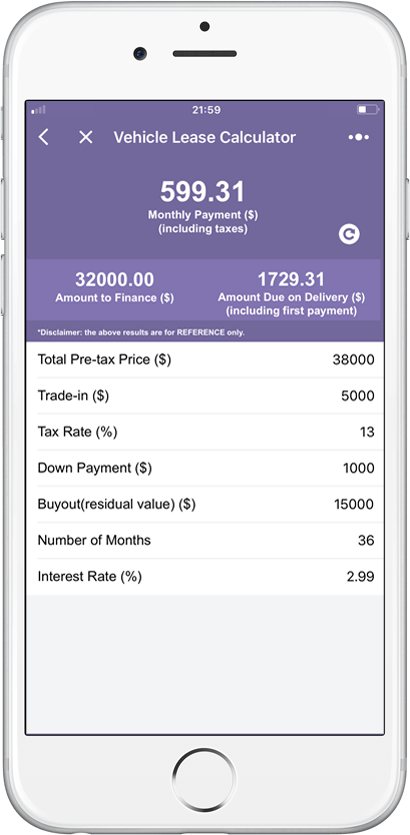 21:59
Vehicle Lease Calculator
599.31
Monthly Payment ($)
(including taxes)
32000.00
Amount to Finance ($)
1729.31
Amount Due on Delivery ($)
(including first payment)
*Disclaimer: the above results are for REFERENCE only.
Total Pre-tax Price ($) 38000
Trade-in ($) 5000
Tax Rate (%) 13
Down Payment ($) 1000
Buyout(residual value) ($) 15000
Number of Months 36
Interest Rate (%) 2.99